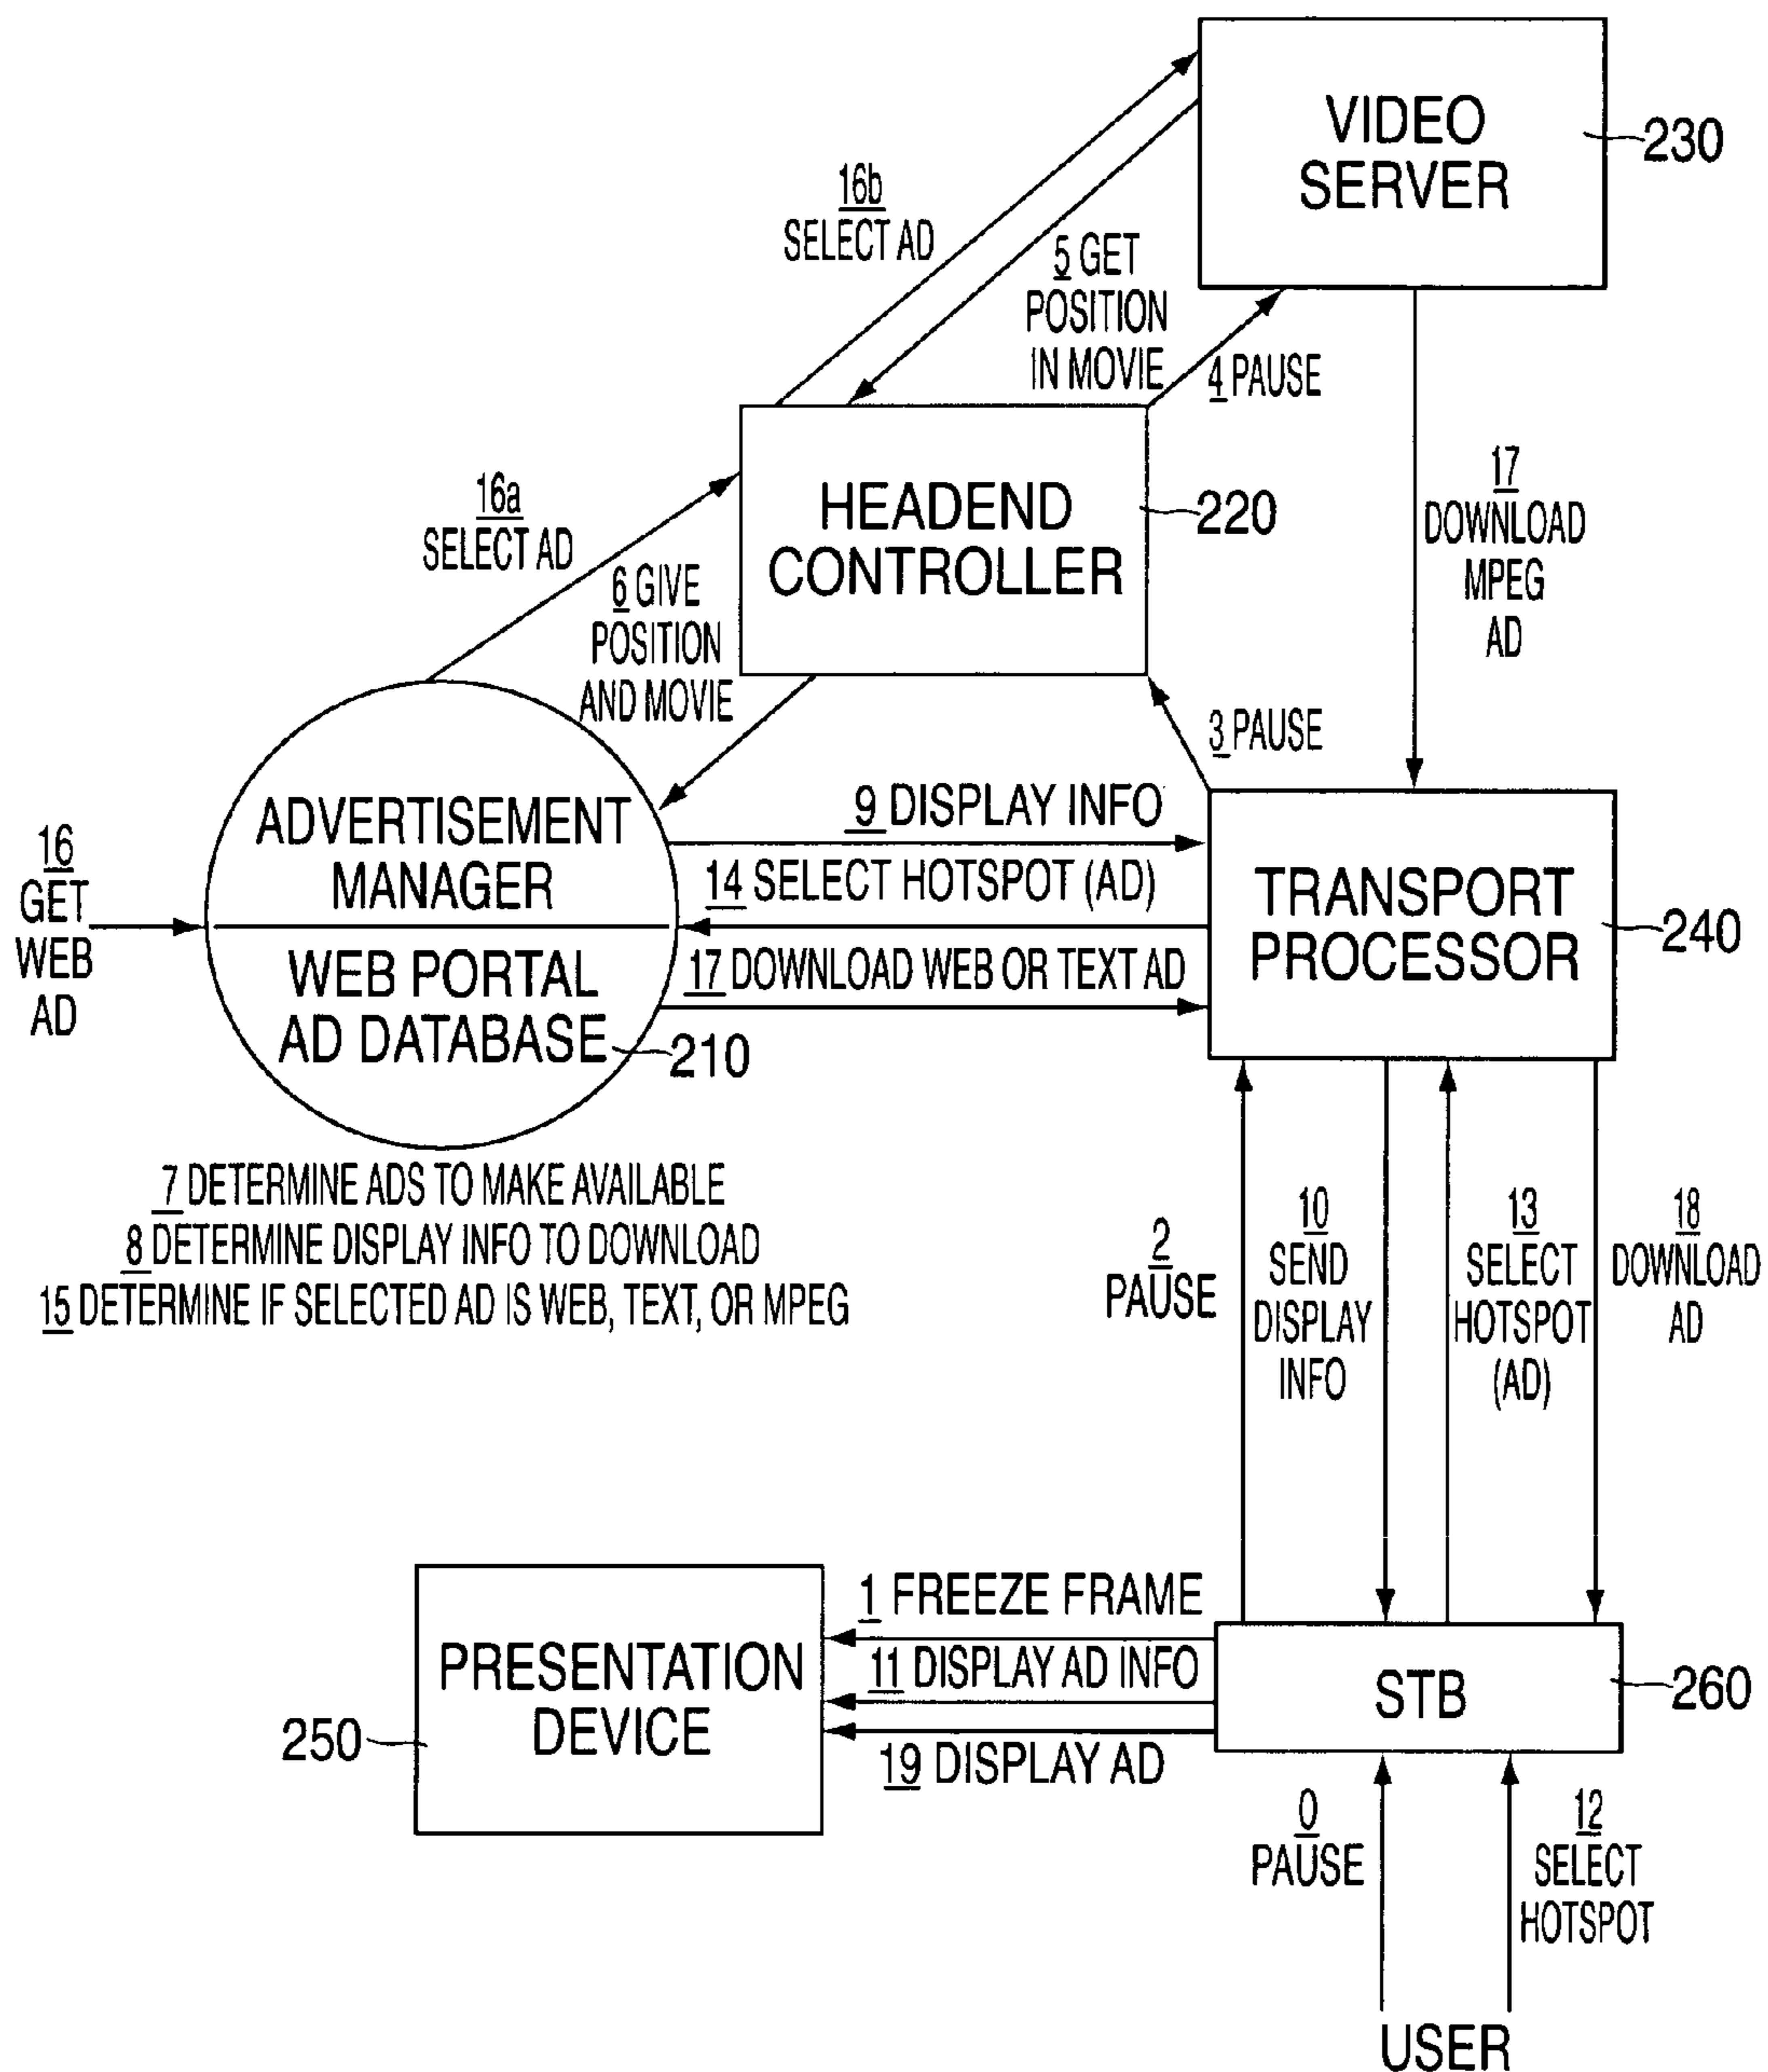 VIDEO
SERVER
230
16b
SELECT AD
5 GET
POSITION
IN MOVIE
4 PAUSE
16a
SELECT AD
HEADEND
CONTROLLER
220
17
DOWNLOAD
MPEG
AD
6 GIVE
POSITION
AND MOVIE
3 PAUSE
16
GET
WEB
AD
ADVERTISEMENT
MANAGER
WEB PORTAL
AD DATABASE
210
9 DISPLAY INFO
14 SELECT HOTSPOT (AD)
17 DOWNLOAD WEB OR TEXT AD
TRANSPORT
PROCESSOR
240
7 DETERMINE ADS TO MAKE AVAILABLE
8 DETERMINE DISPLAY INFO TO DOWNLOAD
15 DETERMINE IF SELECTED AD IS WEB, TEXT, OR MPEG
2
PAUSE
10
SEND
DISPLAY
INFO
13
SELECT
HOTSPOT
(AD)
18
DOWNLOAD
AD
PRESENTATION
DEVICE
250
1 FREEZE FRAME
11 DISPLAY AD INFO
19 DISPLAY AD
STB
260
0
PAUSE
12
SELECT
HOTSPOT
USER